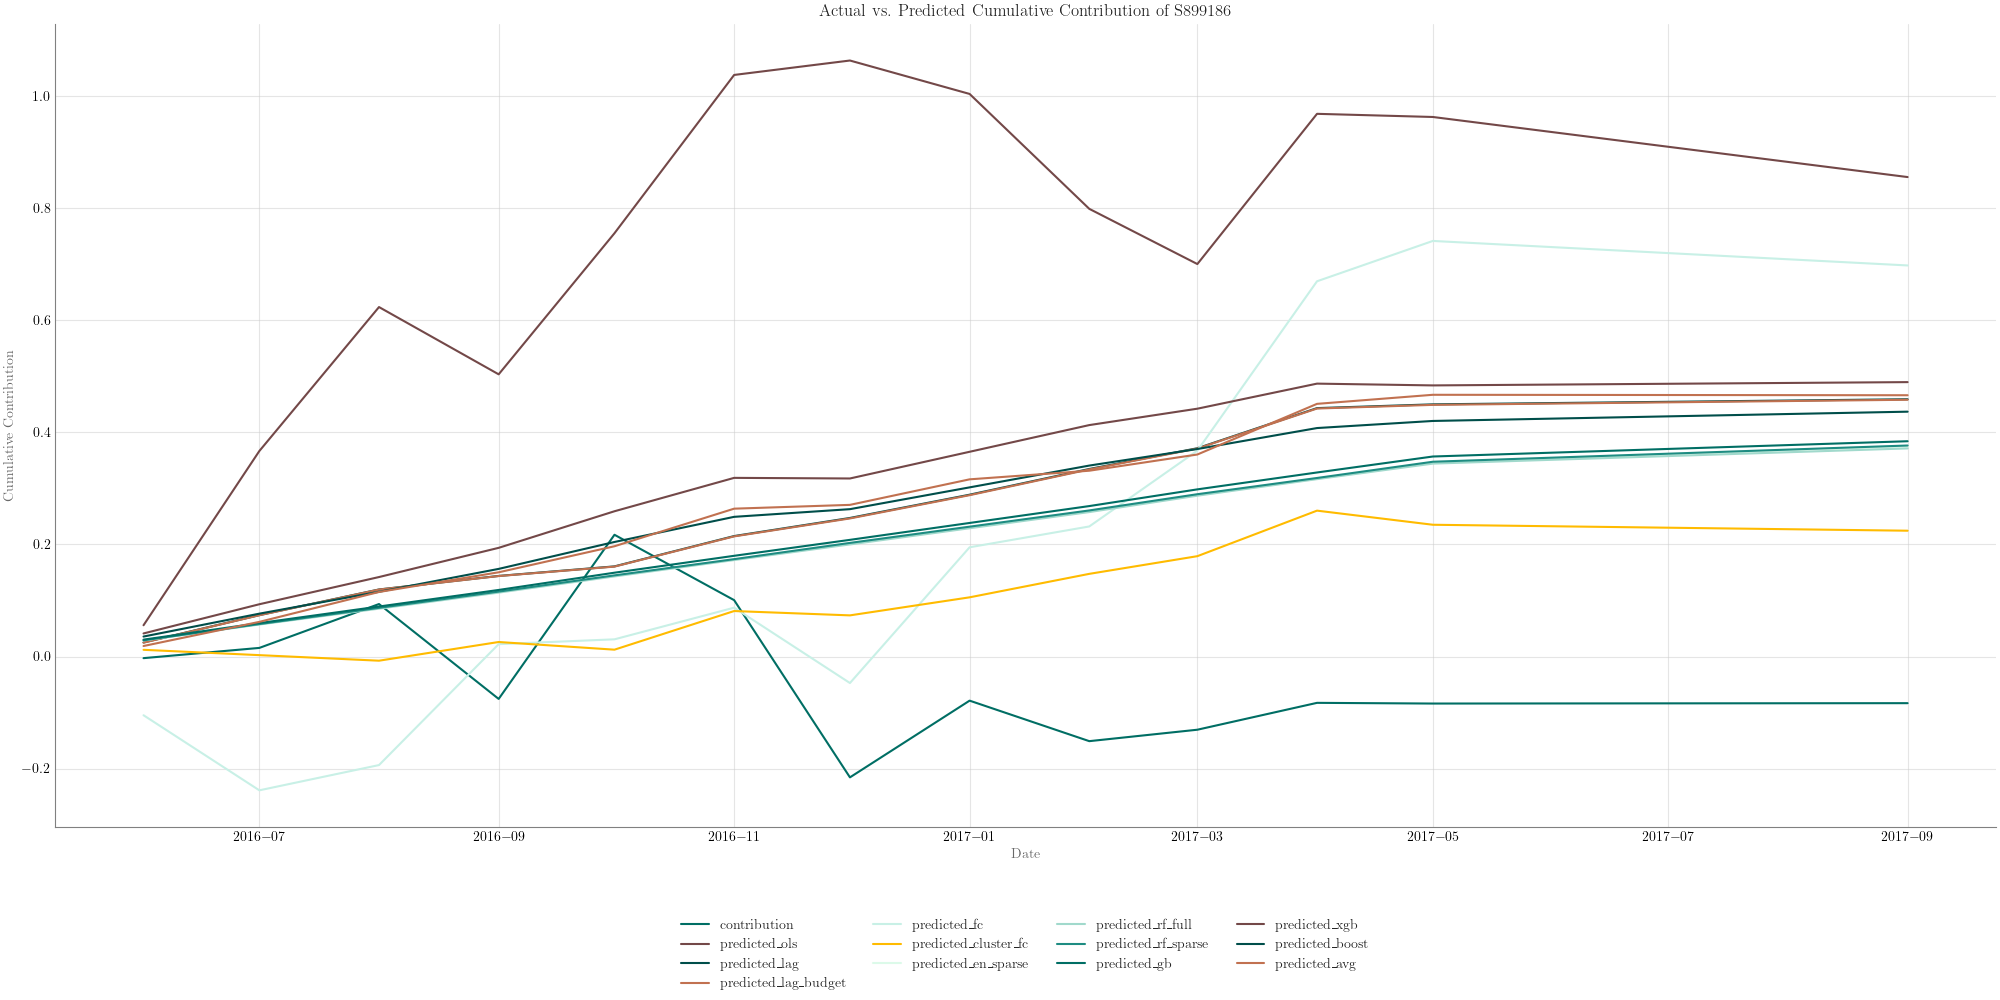 Actual vs. Predicted Cumulative Contribution of S899186
Cumulative Contribution
1.0
0.8
0.6
0.4
0.2
0.0
−0.2
2016−07
2016−09
2016−11
2017−01
2017−03
2017−05
2017−07
2017−09
Date
contribution
predicted_ols
predicted_lag
predicted_lag_budget
predicted_fc
predicted_cluster_fc
predicted_en_sparse
predicted_rf_full
predicted_rf_sparse
predicted_gb
predicted_xgb
predicted_boost
predicted_avg